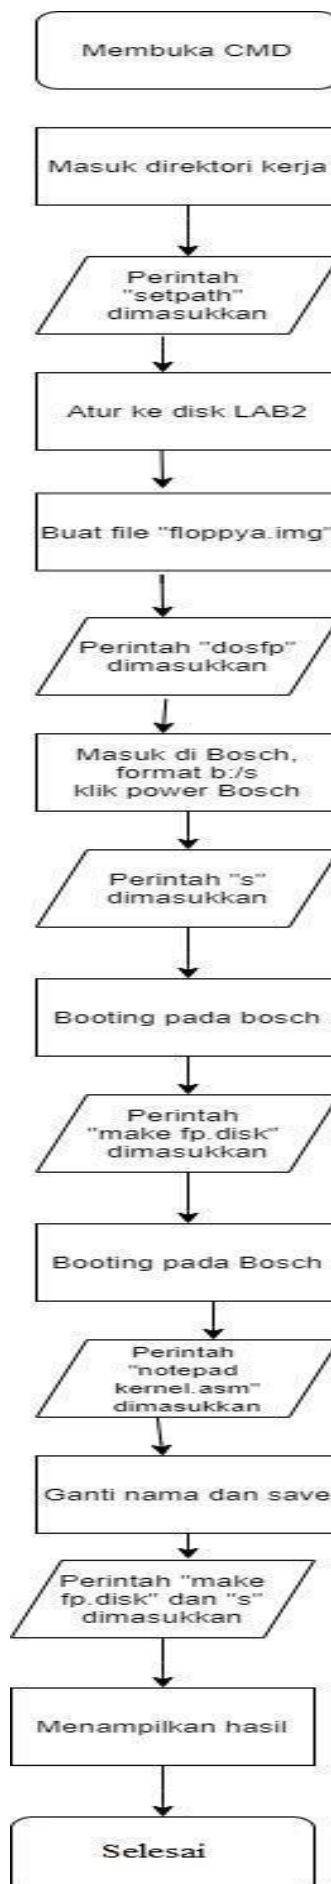 Membuka CMD
Masuk direktori kerja
Perintah
"setpath"
dimasukkan
Atur ke disk LAB2
Buat file "floppya.img"
Perintah "dosfp"
dimasukkan
Masuk di Bosch,
format b:/s
klik power Bosch
Perintah "s"
dimasukkan
Booting pada bosch
Perintah
"make fp.disk"
dimasukkan
Booting pada Bosch
Perintah
"notepad
kernel.asm"
dimasukkan
Ganti nama dan save
Perintah "make
fp.disk" dan "s"
dimasukkan
Menampilkan hasil
Selesai